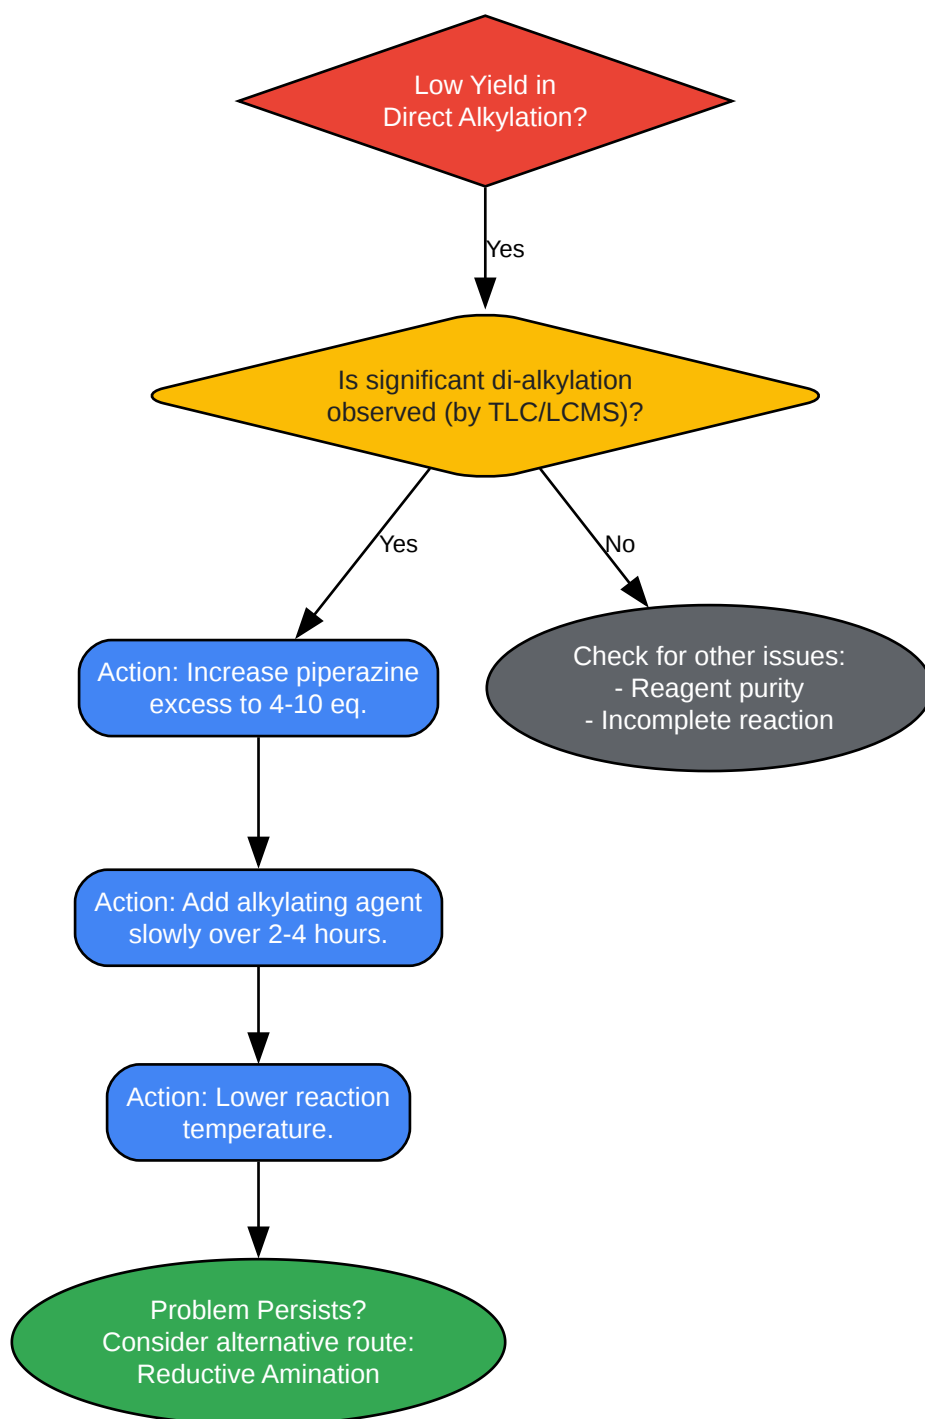 Low Yield in
Direct Alkylation?
Yes
Is significant di-alkylation
observed (by TLC/LCMS)?
Yes
No
Action: Increase piperazine
excess to 4-10 eq.
Check for other issues:
- Reagent purity
- Incomplete reaction
Action: Add alkylating agent
slowly over 2-4 hours.
Action: Lower reaction
temperature.
Problem Persists?
Consider alternative route:
Reductive Amination